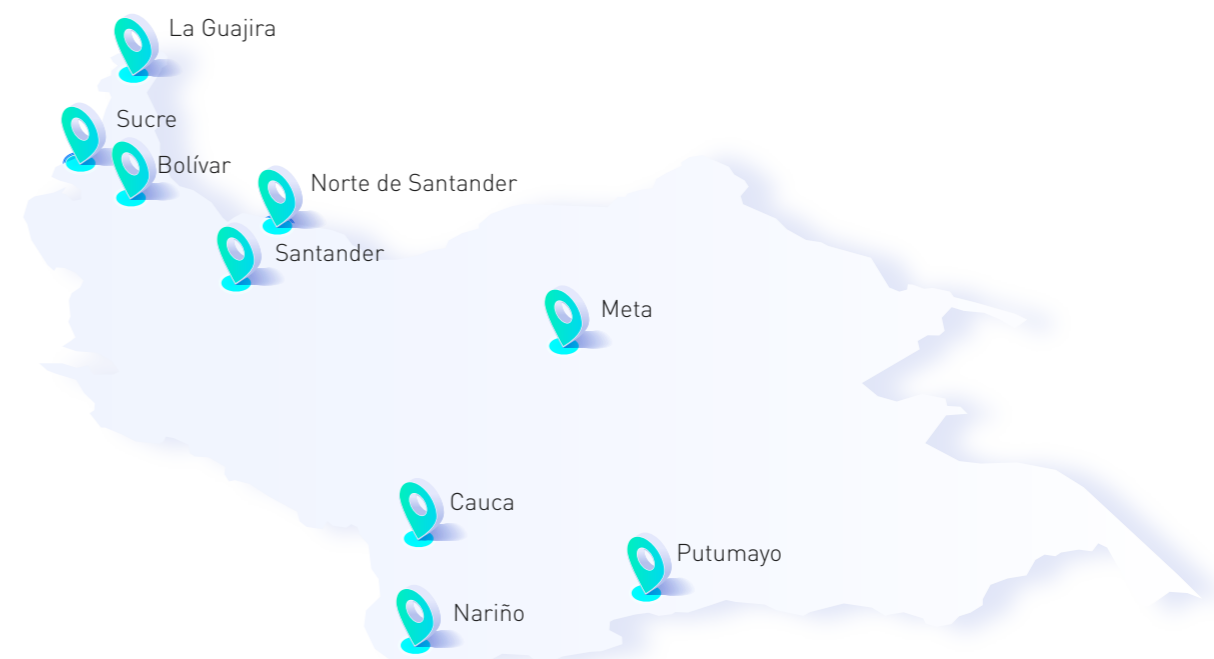 La Guajira
Sucre
Bolívar
Norte de Santander
Santander
Meta
Cauca
Putumayo
Nariño